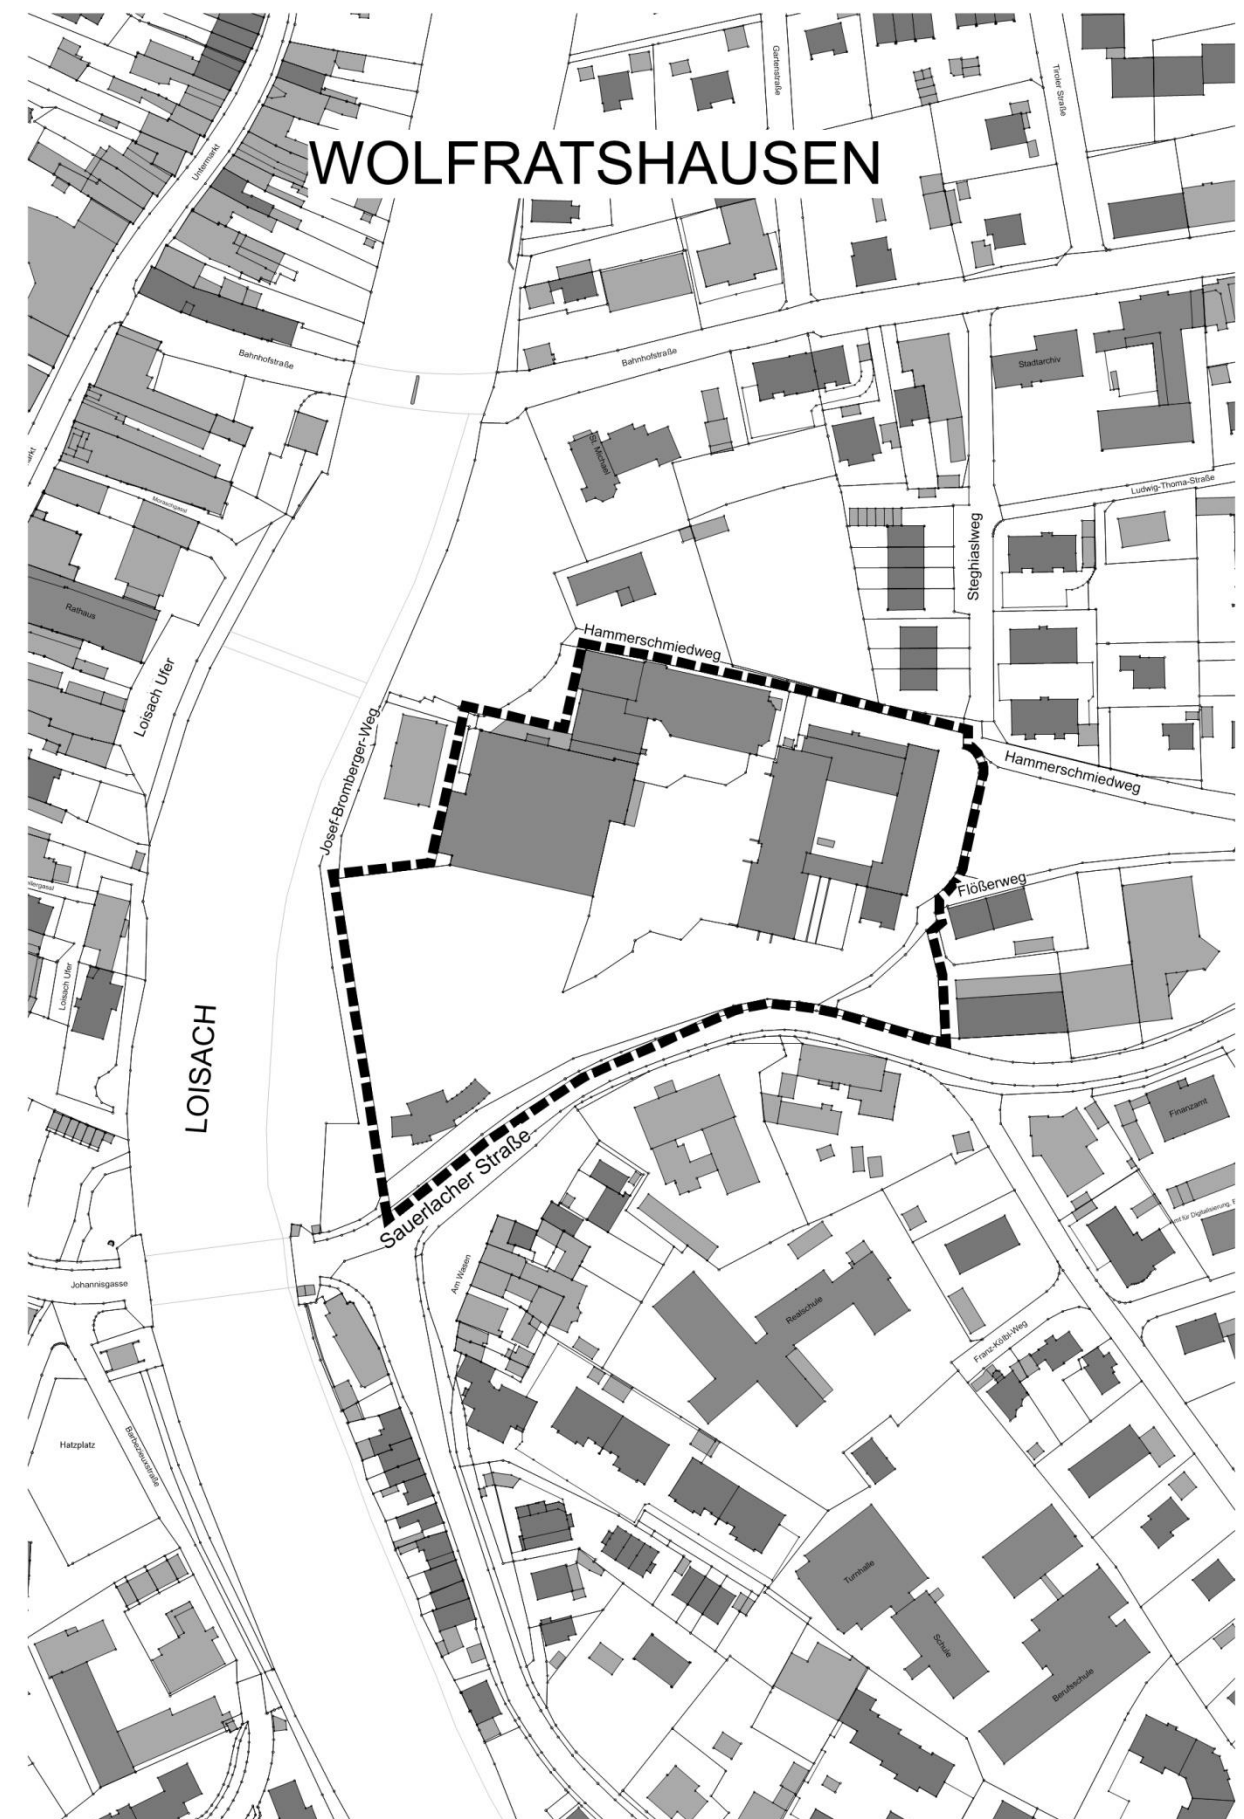 Gartenstraße
Tiroler Straße
Untermarkt
WOLFRATSHAUSEN
Bahnhofstraße
Bahnhofstraße
Stadtarchiv
St. Michael
Ludwig-Thoma-Straße
Moraschgassl
Steghiaslweg
Rathaus
Hammerschmiedweg
Loisach Ufer
Josef-Bromberger-Weg
Hammerschmiedweg
Flößerweg
Loisach Ufer
LOISACH
Finanzamt
Sauerlacher Straße
Am Wasen
Johannisgasse
Realschule
Franz-Kölbl-Weg
Hatzplatz
Barbezieuxstraße
Turnhalle
Schule
Berufsschule